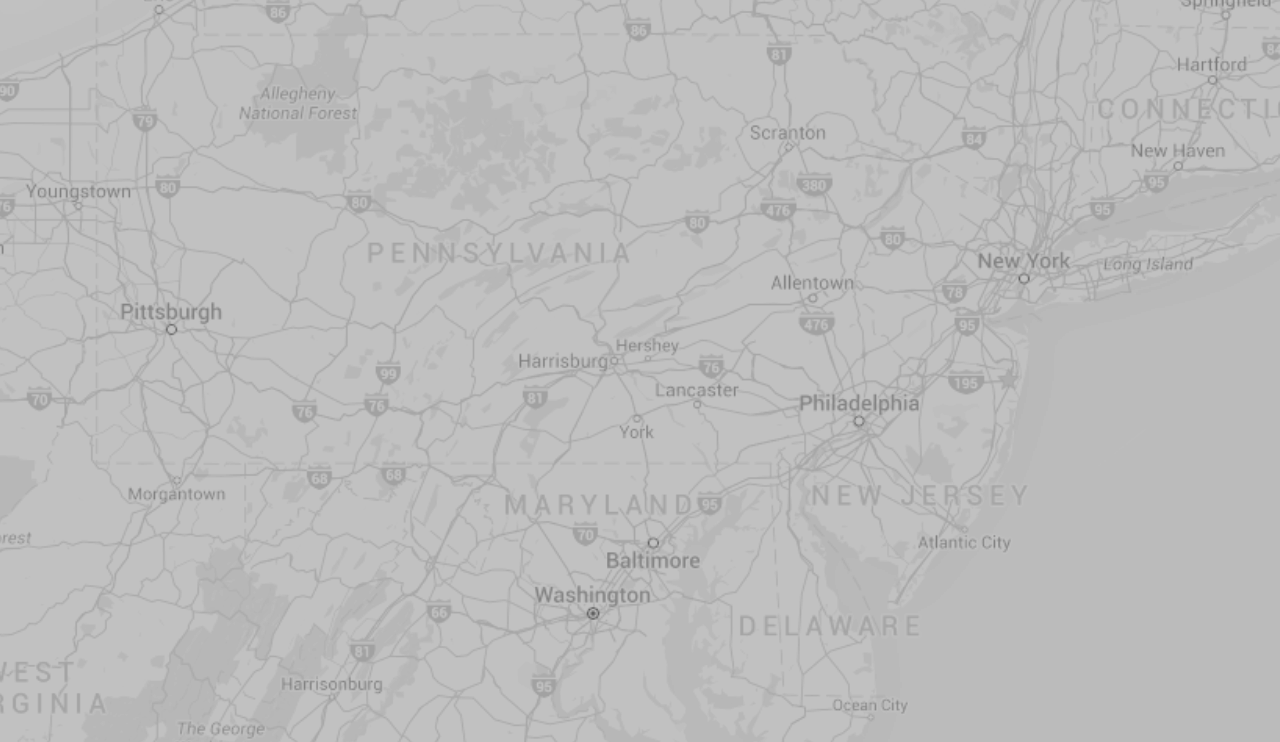 86
86
Springfield
81
Hartford
90
Allegheny
National Forest
79
CONNECTI
84
Scranton
New Haven
Youngstown
80
380
95
76
80
476
80
95
80
PENNSYLVANIA
New York
Long Island
Allentown
78
Pittsburgh
476
95
Hershey
Harrisburg
76
99
195
70
Lancaster
81
76
76
Philadelphia
York
68
68
Morgantown
MARYLAND
95
NEW JERSEY
70
rest
Atlantic City
Baltimore
Washington
66
DELAWARE
81
WEST
Harrisonburg
95
RGINIA
Ocean City
The George